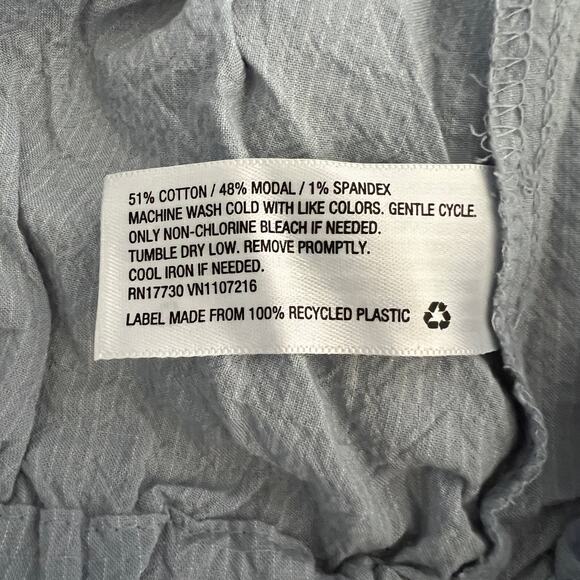 51% COTTON / 48% MODAL / 1% SPANDEX
MACHINE WASH COLD WITH LIKE COLORS. GENTLE CYCLE.
ONLY NON-CHLORINE BLEACH IF NEEDED.
TUMBLE DRY LOW. REMOVE PROMPTLY.
COOL IRON IF NEEDED.
RN17730 VN1107216
LABEL MADE FROM 100% RECYCLED PLASTIC